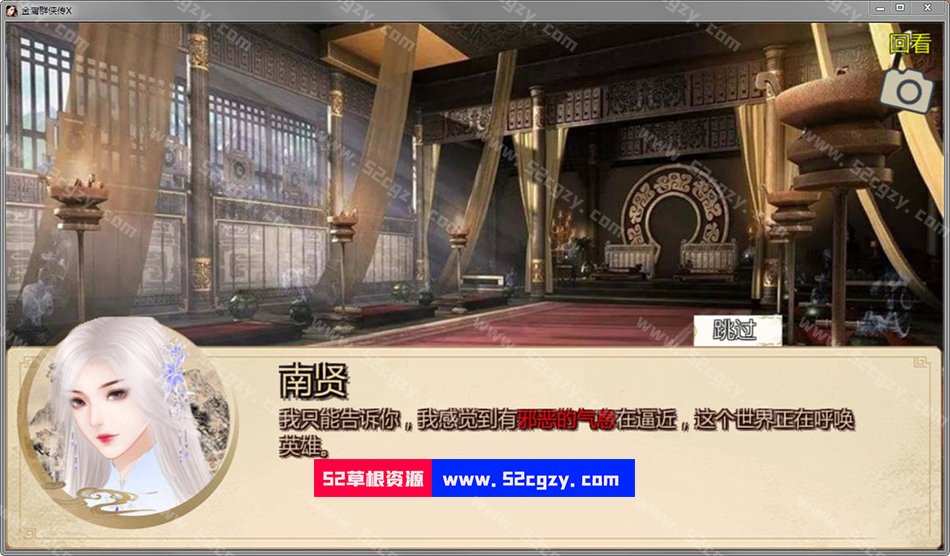 金庸群侠传X
回看
跳过
南贤
我只能告诉你，我感觉到有邪恶的气息在逼近，这个世界正在呼唤
英雄。
52草根资源 www.52cgzy.com